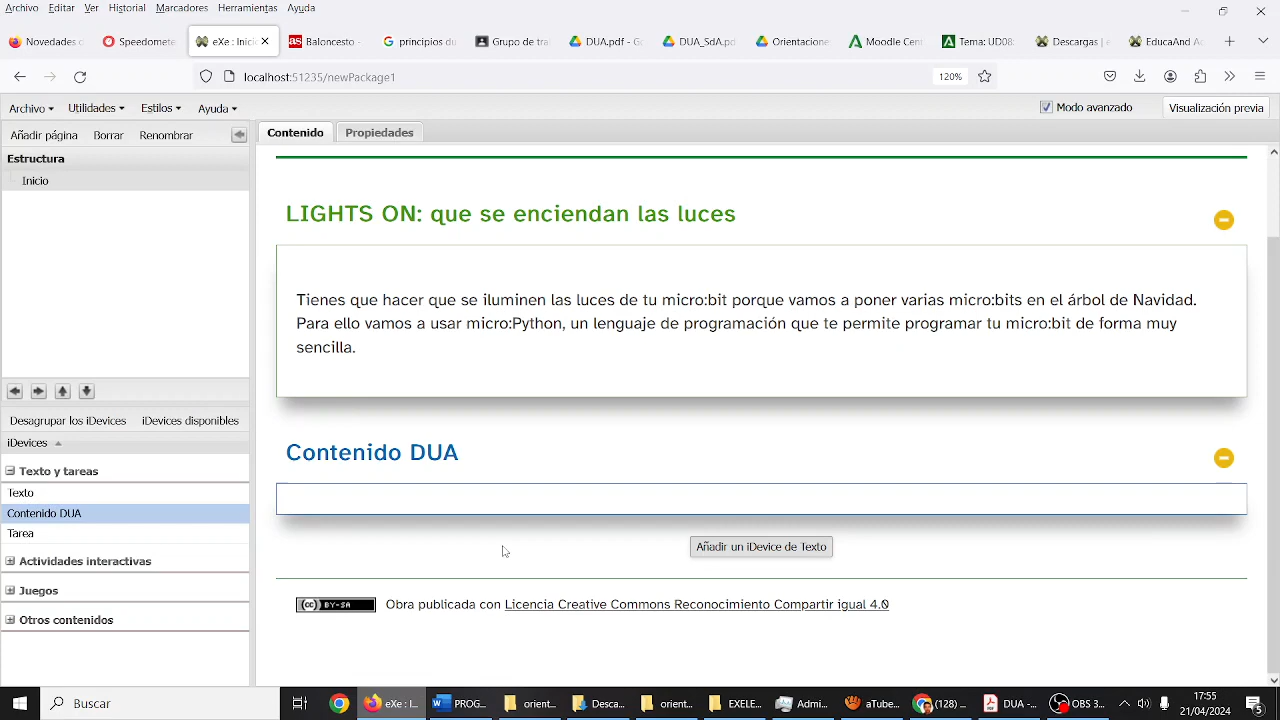 Archivo Editar Ver Historial Marcadores Herramientas Ayuda
Novedades Speedomete eXe : Inicio Baloncesto Grupo de tra DUA.pdf - G DUA_SdA.pd Orientacione Descargas | e EducaAnd A
localhost:51235/newPackage1 120%
Archivo Utilidades Estilos Ayuda Modo avanzado Visualización previa
Añadir página Borrar Renombrar Contenido Propiedades
Estructura
Inicio
LIGHTS ON: que se enciendan las luces
Tienes que hacer que se iluminen las luces de tu micro:bit porque vamos a poner varias micro:bits en el árbol de Navidad.
Para ello vamos a usar micro:Python, un lenguaje de programación que te permite programar tu micro:bit de forma muy
sencilla.
Desagrupar los iDevices iDevices disponibles
iDevices
Texto y tareas
Texto
Contenido DUA
Tarea
Actividades interactivas
Juegos
Otros contenidos
Contenido DUA
Añadir un iDevice de Texto
CC BY-SA Obra publicada con Licencia Creative Commons Reconocimiento Compartir igual 4.0
Buscar eXe : I... PROG... orient... Desca... orient... EXELE... Admi... aTube... (128) ... DUA -... OBS 3... 17:55
21/04/2024 5